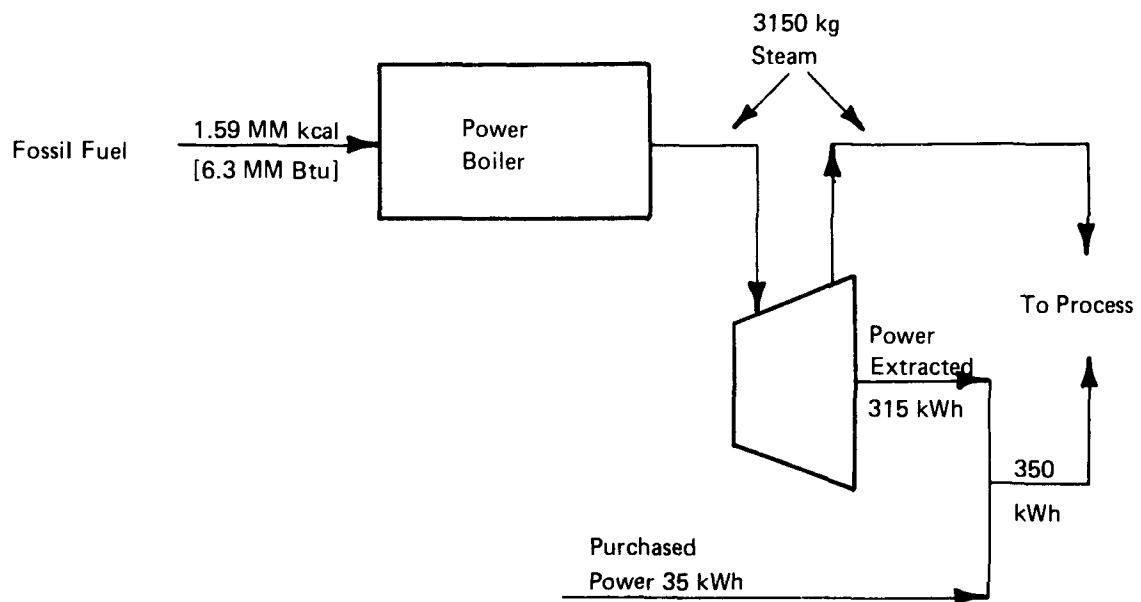 3150 kg
Steam
Fossil Fuel
1.59 MM kcal
[6.3 MM Btu]
Power
Boiler
To Process
Power
Extracted
315 kWh
350
kWh
Purchased
Power 35 kWh